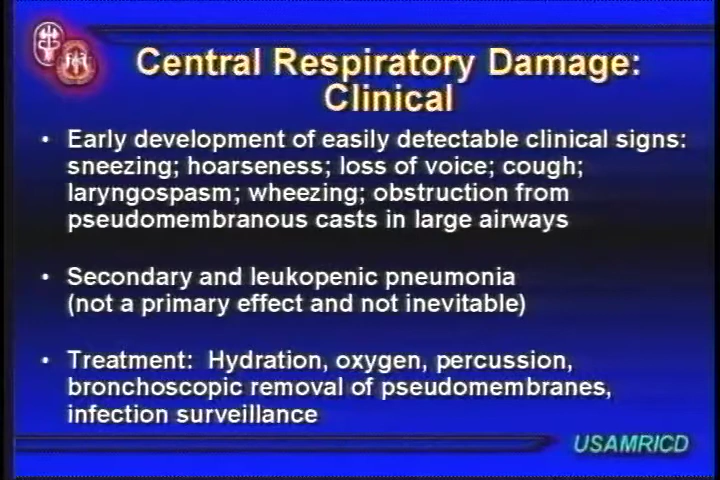 Central Respiratory Damage:
Clinical
• Early development of easily detectable clinical signs:
sneezing; hoarseness; loss of voice; cough;
laryngospasm; wheezing; obstruction from
pseudomembranous casts in large airways
• Secondary and leukopenic pneumonia
(not a primary effect and not inevitable)
• Treatment: Hydration, oxygen, percussion,
bronchoscopic removal of pseudomembranes,
infection surveillance
USAMRICD